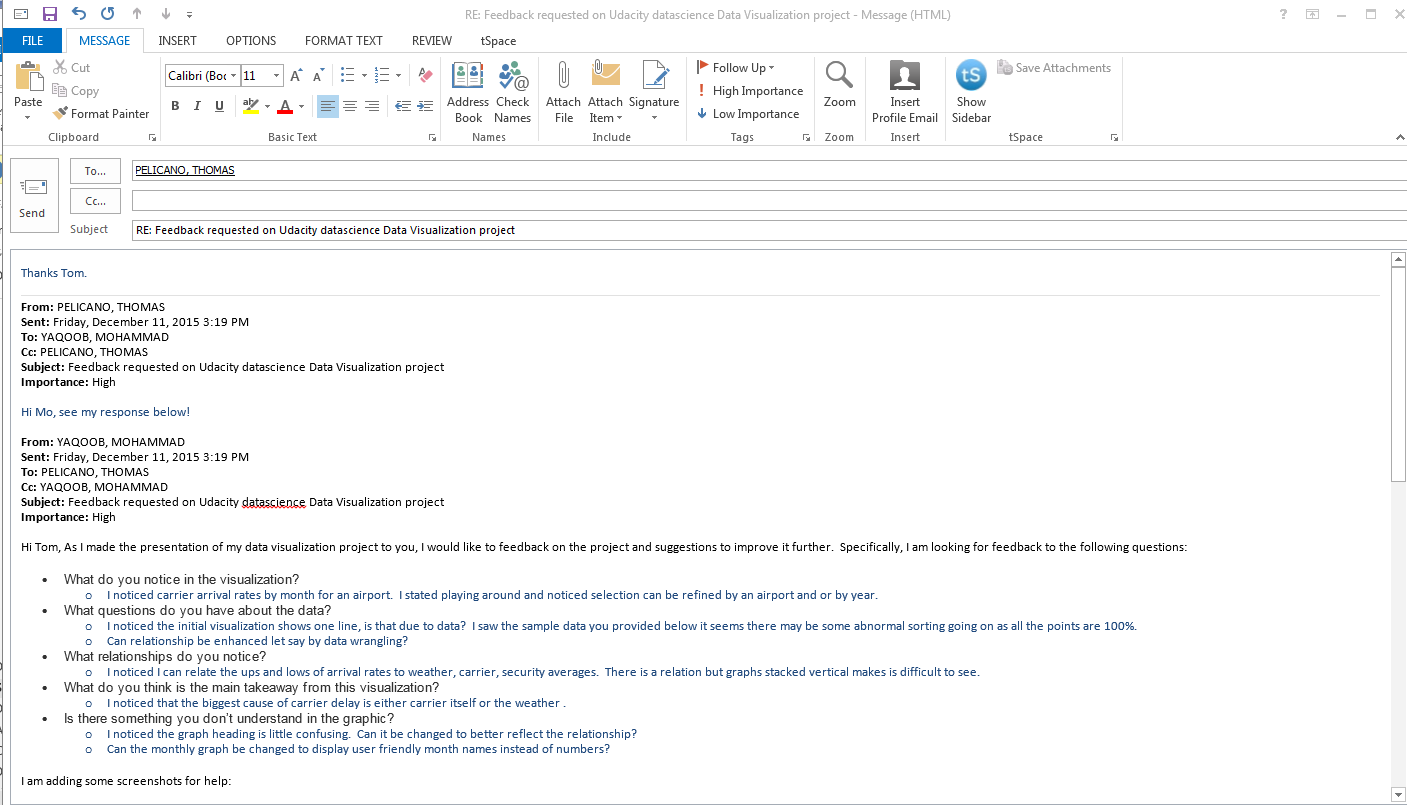 RE: Feedback requested on Udacity datascience Data Visualization project - Message (HTML)
FILE MESSAGE INSERT OPTIONS FORMAT TEXT REVIEW tSpace
Paste
Cut
Copy
Format Painter
Clipboard
Calibri (Boc 11
B I U
Basic Text
Address Book
Check Names
Names
Attach File
Attach Item
Signature
Include
Follow Up
High Importance
Low Importance
Tags
Zoom
Zoom
Insert Profile Email
Insert
tS
Show Sidebar
Save Attachments
tSpace
Send
To... PELICANO, THOMAS
Cc...
Subject RE: Feedback requested on Udacity datascience Data Visualization project
Thanks Tom.
From: PELICANO, THOMAS
Sent: Friday, December 11, 2015 3:19 PM
To: YAQOOB, MOHAMMAD
Cc: PELICANO, THOMAS
Subject: Feedback requested on Udacity datascience Data Visualization project
Importance: High
Hi Mo, see my response below!
From: YAQOOB, MOHAMMAD
Sent: Friday, December 11, 2015 3:19 PM
To: PELICANO, THOMAS
Cc: YAQOOB, MOHAMMAD
Subject: Feedback requested on Udacity datascience Data Visualization project
Importance: High
Hi Tom, As I made the presentation of my data visualization project to you, I would like to feedback on the project and suggestions to improve it further. Specifically, I am looking for feedback to the following questions:
• What do you notice in the visualization?
o I noticed carrier arrival rates by month for an airport. I stated playing around and noticed selection can be refined by an airport and or by year.
• What questions do you have about the data?
o I noticed the initial visualization shows one line, is that due to data? I saw the sample data you provided below it seems there may be some abnormal sorting going on as all the points are 100%.
o Can relationship be enhanced let say by data wrangling?
• What relationships do you notice?
o I noticed I can relate the ups and lows of arrival rates to weather, carrier, security averages. There is a relation but graphs stacked vertical makes is difficult to see.
• What do you think is the main takeaway from this visualization?
o I noticed that the biggest cause of carrier delay is either carrier itself or the weather .
• Is there something you don't understand in the graphic?
o I noticed the graph heading is little confusing. Can it be changed to better reflect the relationship?
o Can the monthly graph be changed to display user friendly month names instead of numbers?
I am adding some screenshots for help: